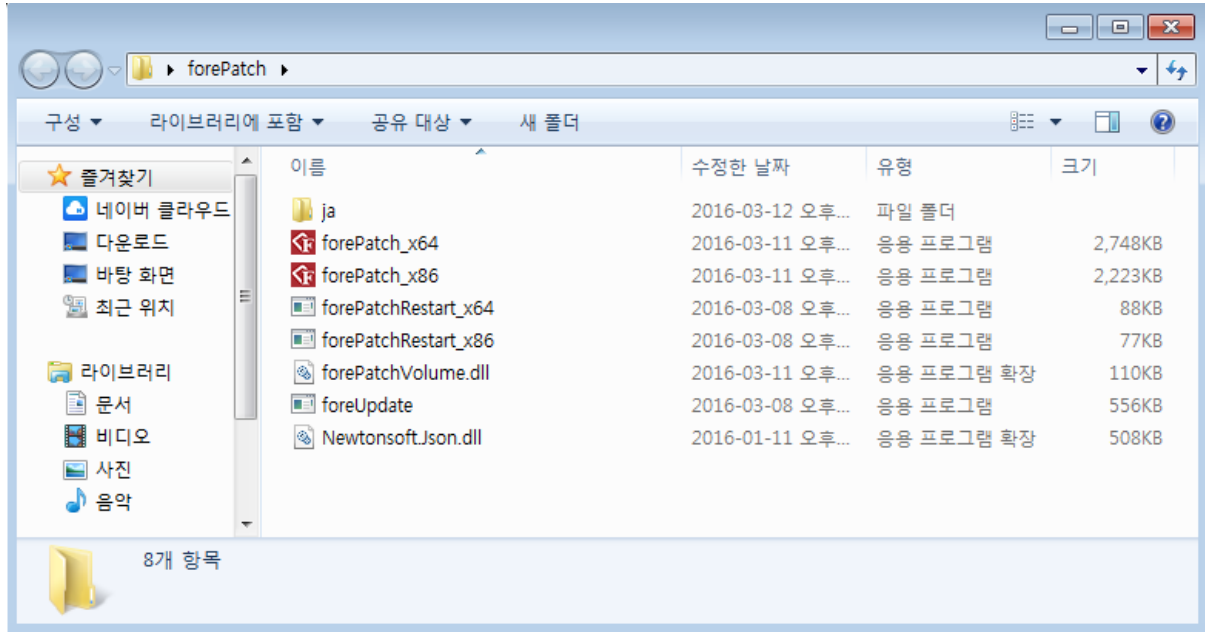 forePatch
구성 라이브러리에 포함 공유 대상 새 폴더
이름 수정한 날짜 유형 크기
즐겨찾기
네이버 클라우드
다운로드
바탕 화면
최근 위치
라이브러리
문서
비디오
사진
음악
ja 2016-03-12 오후... 파일 폴더
forePatch_x64 2016-03-11 오후... 응용 프로그램 2,748KB
forePatch_x86 2016-03-11 오후... 응용 프로그램 2,223KB
forePatchRestart_x64 2016-03-08 오후... 응용 프로그램 88KB
forePatchRestart_x86 2016-03-08 오후... 응용 프로그램 77KB
forePatchVolume.dll 2016-03-11 오후... 응용 프로그램 확장 110KB
foreUpdate 2016-03-08 오후... 응용 프로그램 556KB
Newtonsoft.Json.dll 2016-01-11 오후... 응용 프로그램 확장 508KB
8개 항목